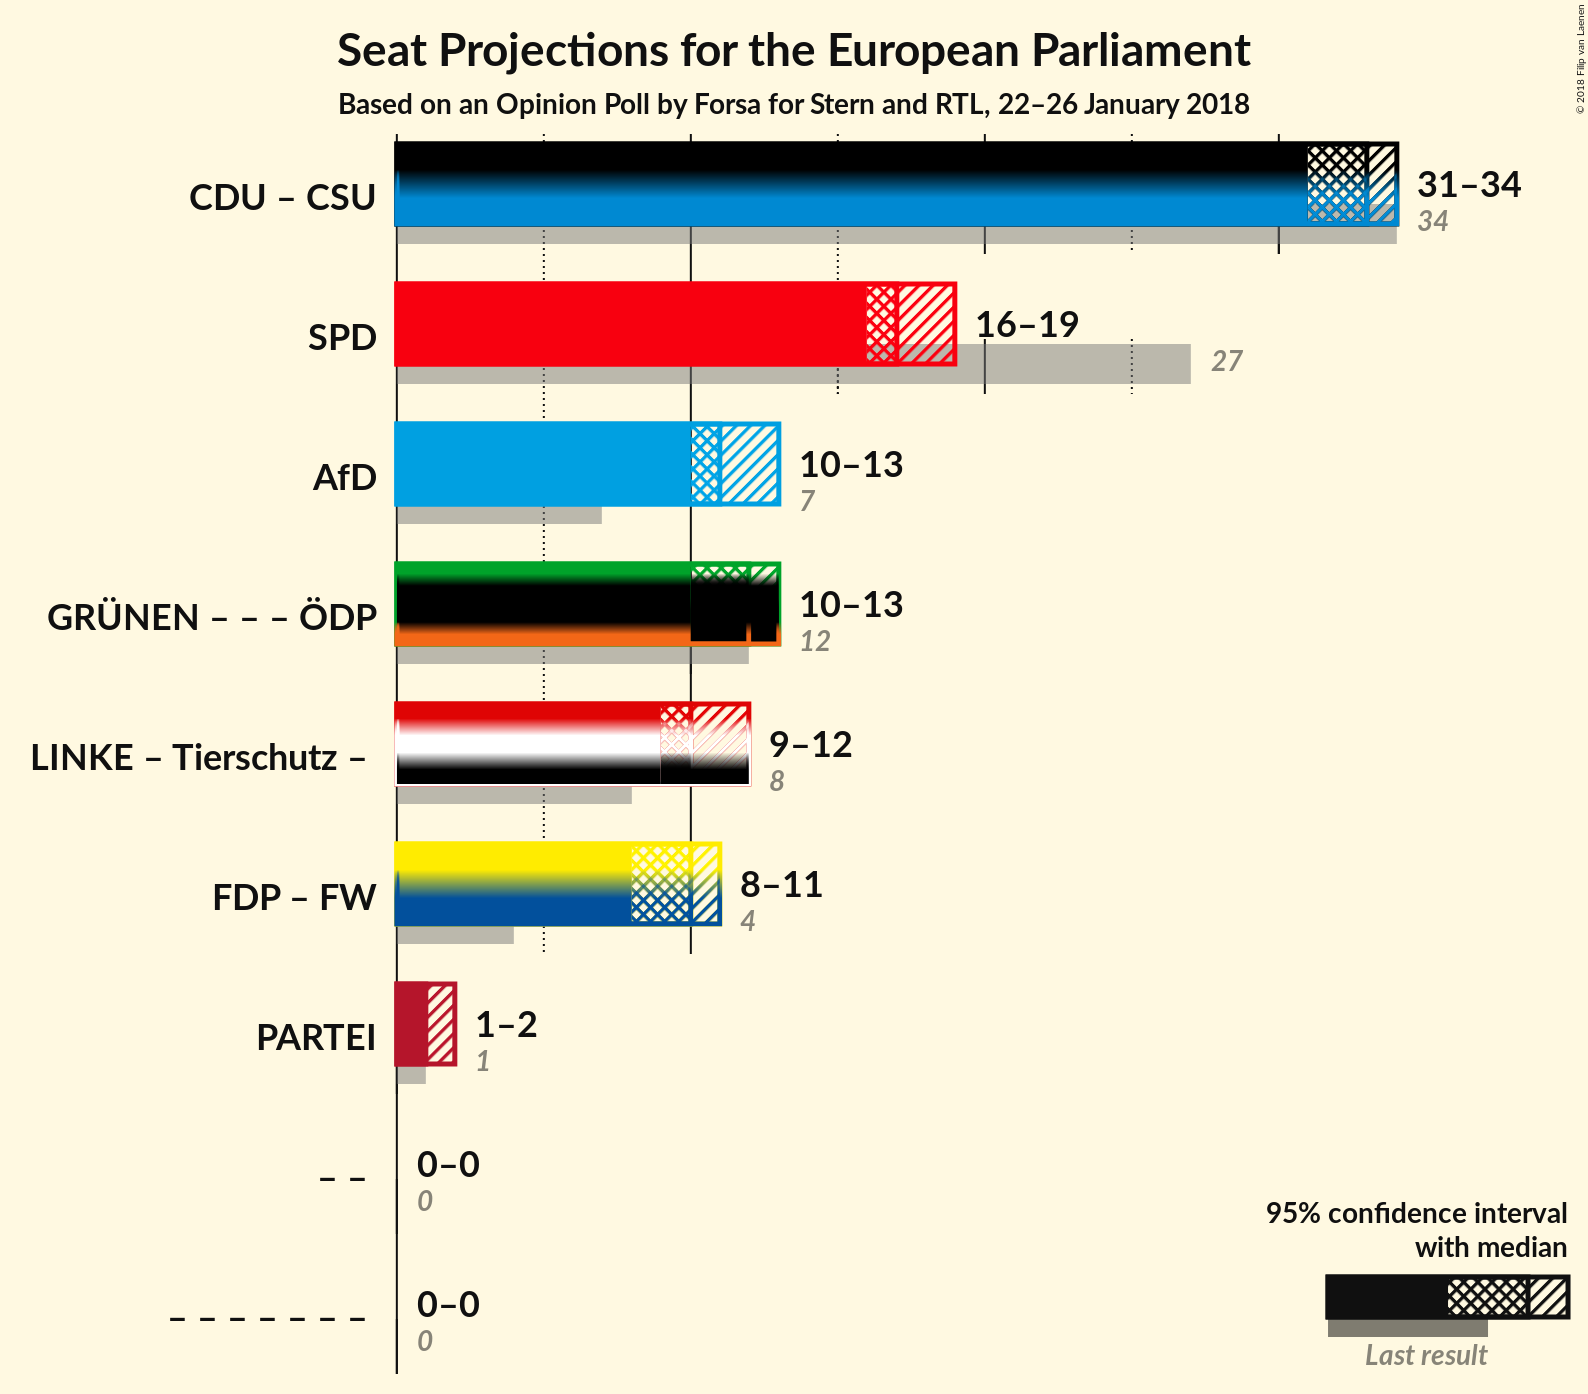 Seat Projections for the European Parliament
Based on an Opinion Poll by Forsa for Stern and RTL, 22–26 January 2018
© 2018 Filip van Laenen
CDU – CSU
31–34
34
SPD
16–19
27
AfD
10–13
7
GRÜNEN – – – ÖDP
10–13
12
LINKE – Tierschutz –
9–12
8
FDP – FW
8–11
4
PARTEI
1–2
1
– –
0–0
0
– – – – – – –
0–0
0
95% confidence interval
with median
Last result